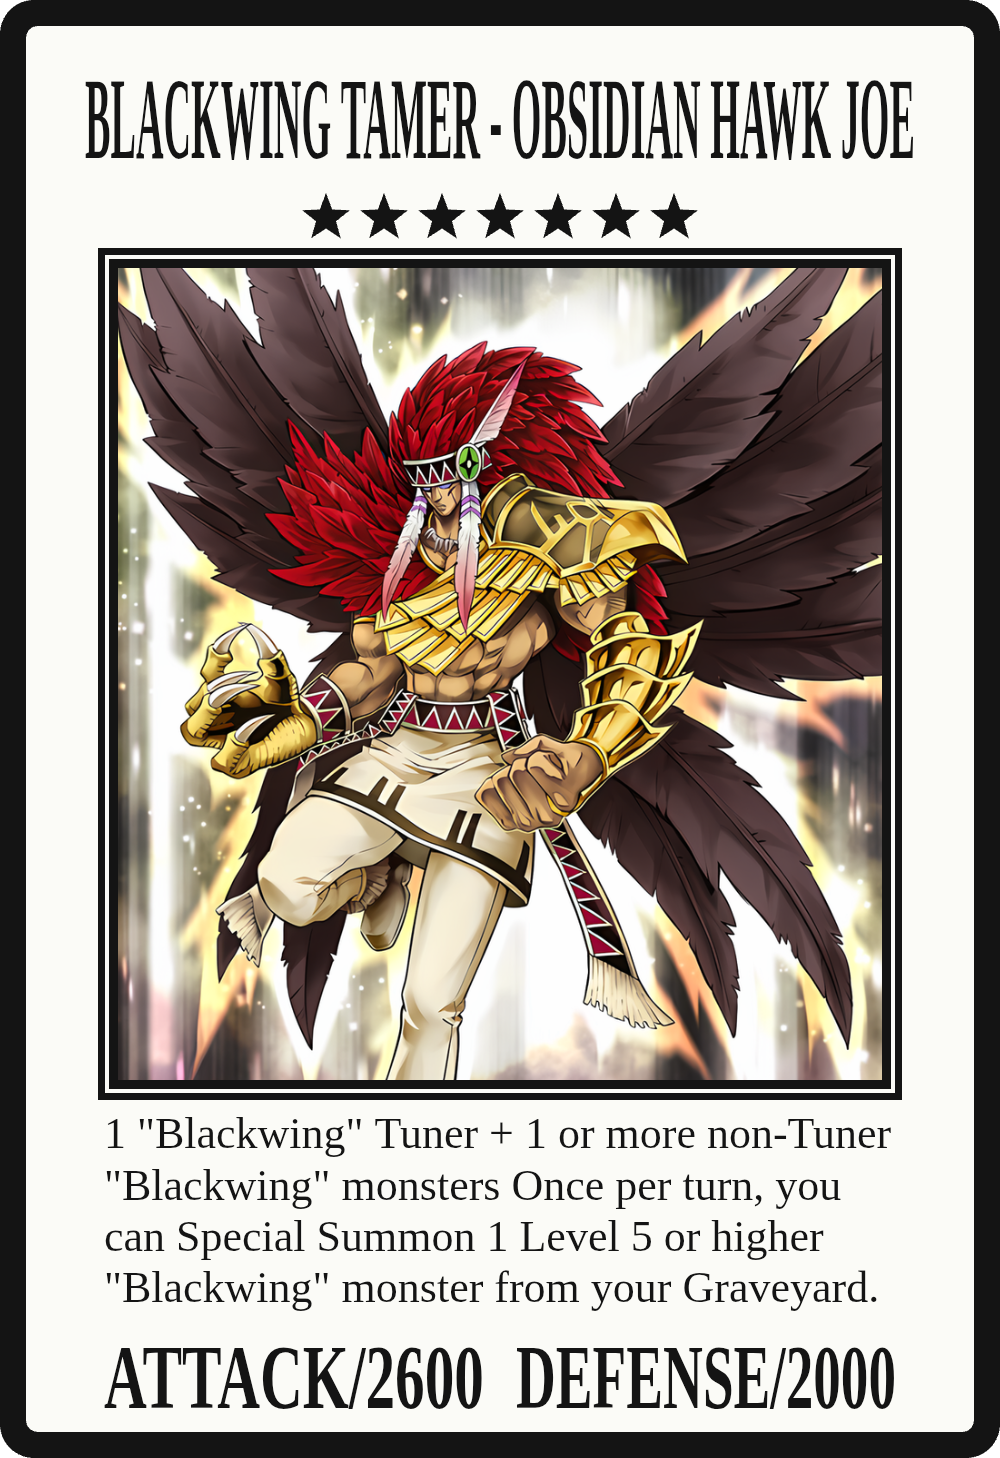 BLACKWING TAMER - OBSIDIAN HAWK JOE
1 "Blackwing" Tuner + 1 or more non-Tuner
"Blackwing" monsters Once per turn, you
can Special Summon 1 Level 5 or higher
"Blackwing" monster from your Graveyard.
ATTACK/2600 DEFENSE/2000